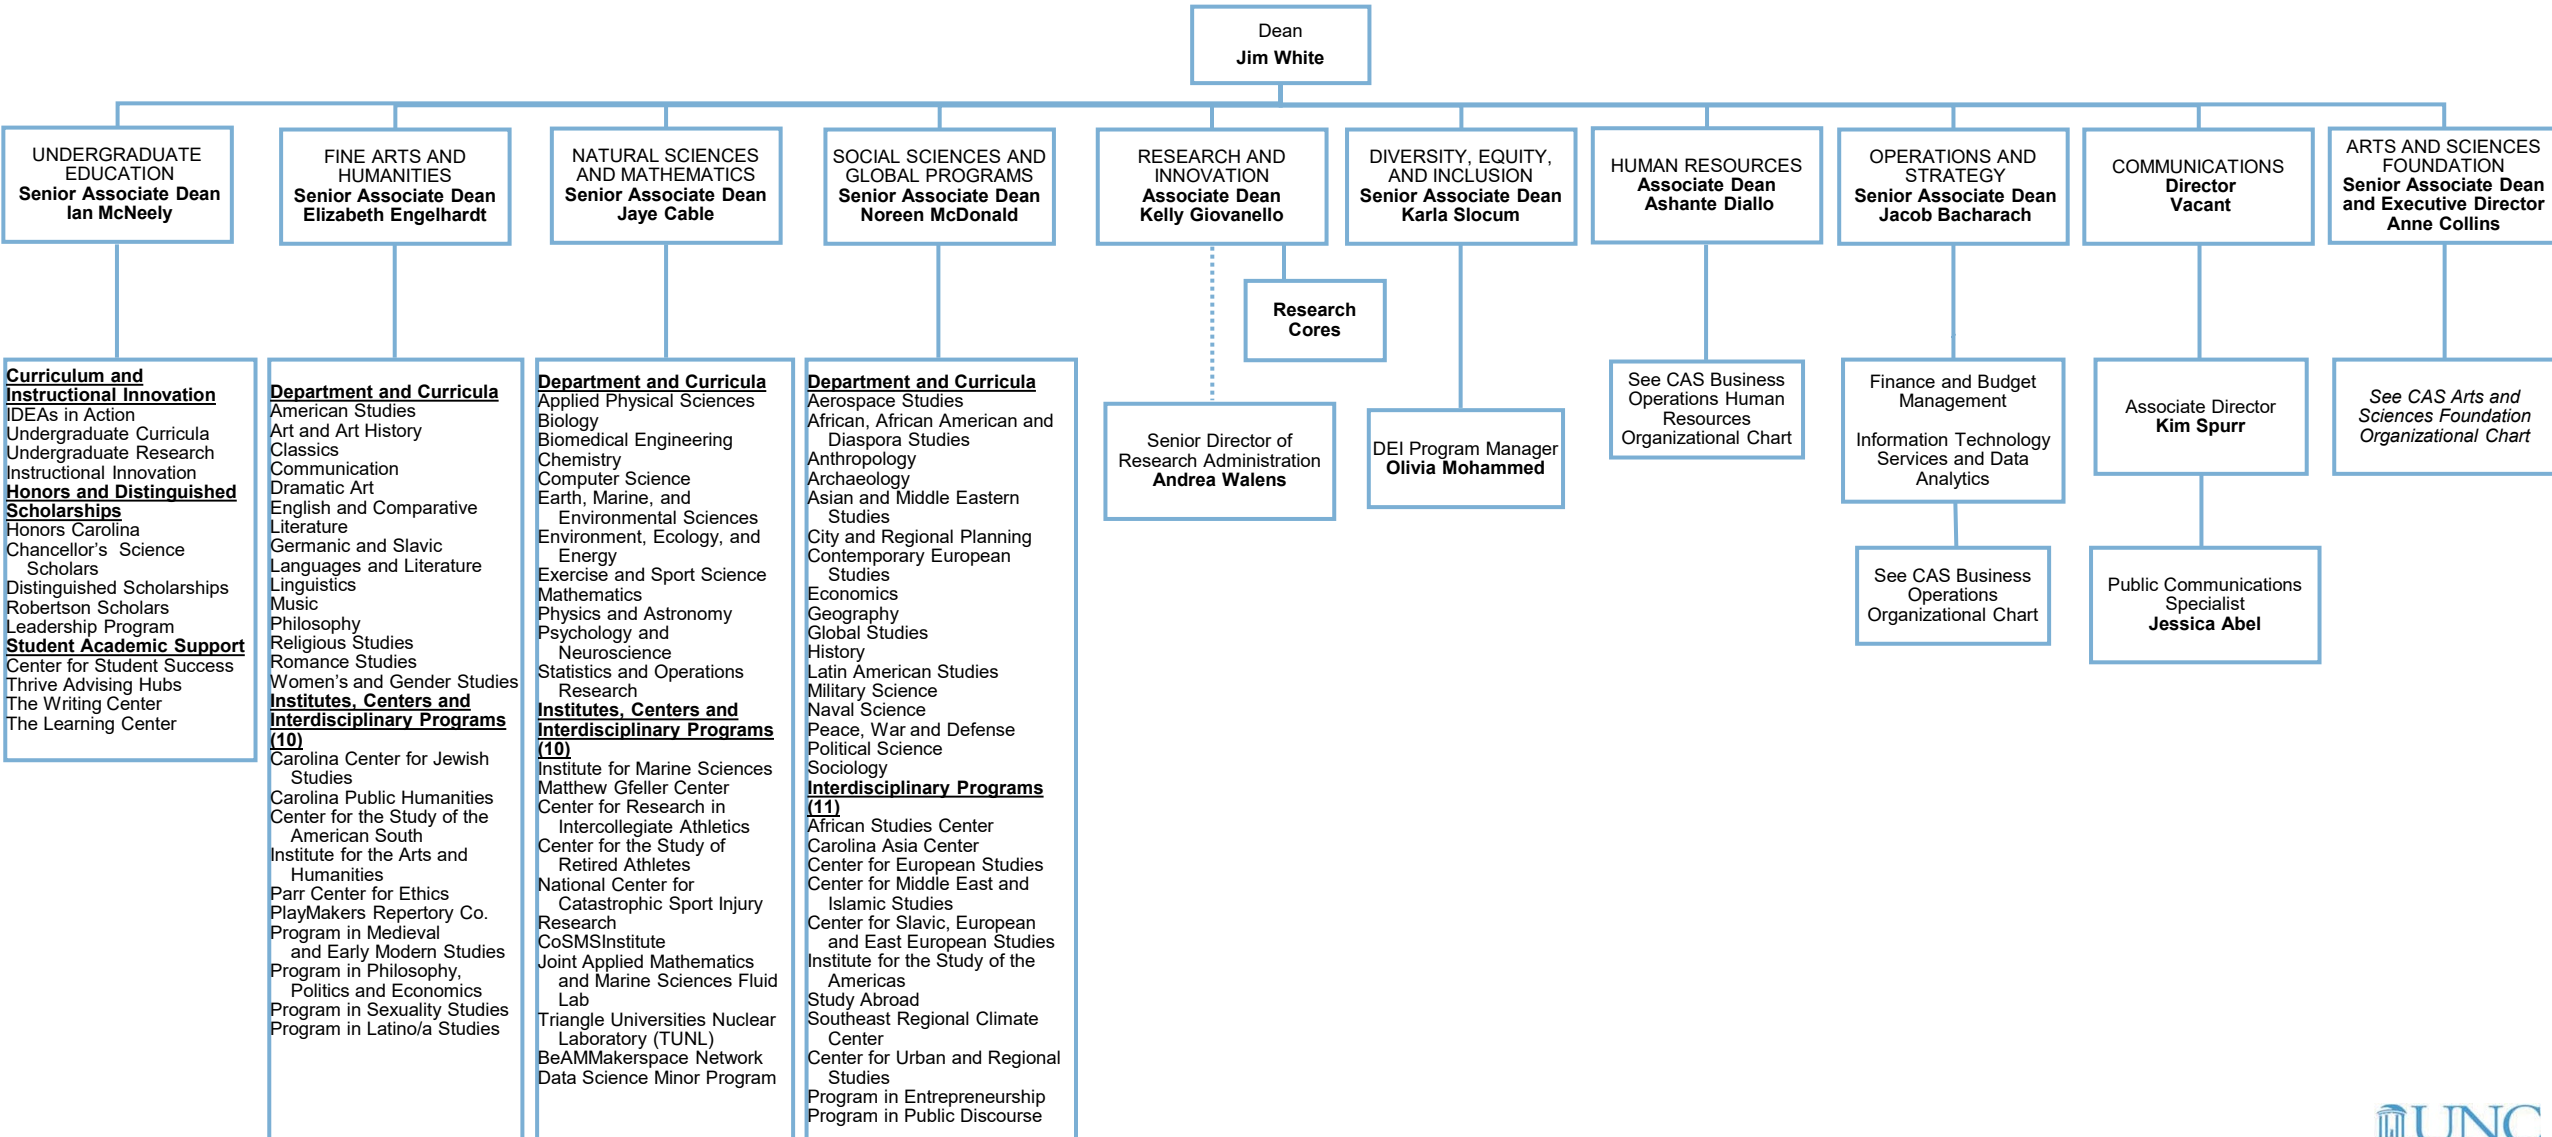 Dean
Jim White
UNDERGRADUATE
EDUCATION
Senior Associate Dean
Ian McNeely
FINE ARTS AND
HUMANITIES
Senior Associate Dean
Elizabeth Engelhardt
NATURAL SCIENCES
AND MATHEMATICS
Senior Associate Dean
Jaye Cable
SOCIAL SCIENCES AND
GLOBAL PROGRAMS
Senior Associate Dean
Noreen McDonald
RESEARCH AND
INNOVATION
Associate Dean
Kelly Giovanello
DIVERSITY, EQUITY,
AND INCLUSION
Senior Associate Dean
Karla Slocum
HUMAN RESOURCES
Associate Dean
Ashante Diallo
OPERATIONS AND
STRATEGY
Senior Associate Dean
Jacob Bacharach
COMMUNICATIONS
Director
Vacant
ARTS AND SCIENCES
FOUNDATION
Senior Associate Dean
and Executive Director
Anne Collins
Curriculum and
Instructional Innovation
IDEAs in Action
Undergraduate Curricula
Undergraduate Research
Instructional Innovation
Honors and Distinguished
Scholarships
Honors Carolina
Chancellor's Science
Scholars
Distinguished Scholarships
Robertson Scholars
Leadership Program
Student Academic Support
Center for Student Success
Thrive Advising Hubs
The Writing Center
The Learning Center
Department and Curricula
American Studies
Art and Art History
Classics
Communication
Dramatic Art
English and Comparative
Literature
Germanic and Slavic
Languages and Literature
Linguistics
Music
Philosophy
Religious Studies
Romance Studies
Women's and Gender Studies
Institutes, Centers and
Interdisciplinary Programs
(10)
Carolina Center for Jewish
Studies
Carolina Public Humanities
Center for the Study of the
American South
Institute for the Arts and
Humanities
Parr Center for Ethics
PlayMakers Repertory Co.
Program in Medieval
and Early Modern Studies
Program in Philosophy,
Politics and Economics
Program in Sexuality Studies
Program in Latino/a Studies
Department and Curricula
Applied Physical Sciences
Biology
Biomedical Engineering
Chemistry
Computer Science
Earth, Marine, and
Environmental Sciences
Environment, Ecology, and
Energy
Exercise and Sport Science
Mathematics
Physics and Astronomy
Psychology and
Neuroscience
Statistics and Operations
Research
Institutes, Centers and
Interdisciplinary Programs
(10)
Institute for Marine Sciences
Matthew Gfeller Center
Center for Research in
Intercollegiate Athletics
Center for the Study of
Retired Athletes
National Center for
Catastrophic Sport Injury
Research
CoSMSInstitute
Joint Applied Mathematics
and Marine Sciences Fluid
Lab
Triangle Universities Nuclear
Laboratory (TUNL)
BeAMMakerspace Network
Data Science Minor Program
Department and Curricula
Aerospace Studies
African, African American and
Diaspora Studies
Anthropology
Archaeology
Asian and Middle Eastern
Studies
City and Regional Planning
Contemporary European
Studies
Economics
Geography
Global Studies
History
Latin American Studies
Military Science
Naval Science
Peace, War and Defense
Political Science
Sociology
Interdisciplinary Programs
(11)
African Studies Center
Carolina Asia Center
Center for European Studies
Center for Middle East and
Islamic Studies
Center for Slavic, European
and East European Studies
Institute for the Study of the
Americas
Study Abroad
Southeast Regional Climate
Center
Center for Urban and Regional
Studies
Program in Entrepreneurship
Program in Public Discourse
Research
Cores
Senior Director of
Research Administration
Andrea Walens
DEI Program Manager
Olivia Mohammed
See CAS Business
Operations Human
Resources
Organizational Chart
Finance and Budget
Management
Information Technology
Services and Data
Analytics
See CAS Business
Operations
Organizational Chart
Associate Director
Kim Spurr
Public Communications
Specialist
Jessica Abel
See CAS Arts and
Sciences Foundation
Organizational Chart
UNC